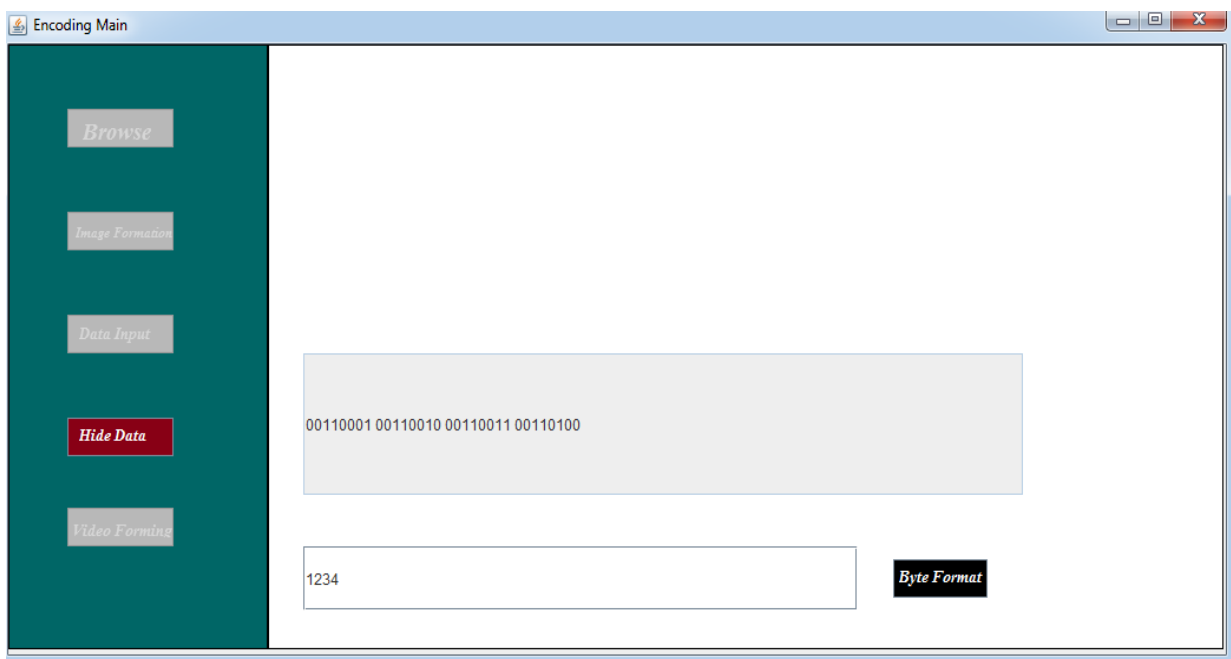 Encoding Main
Browse
Image Formation
Data Input
Hide Data
Video Forming
00110001 00110010 00110011 00110100
1234
Byte Format